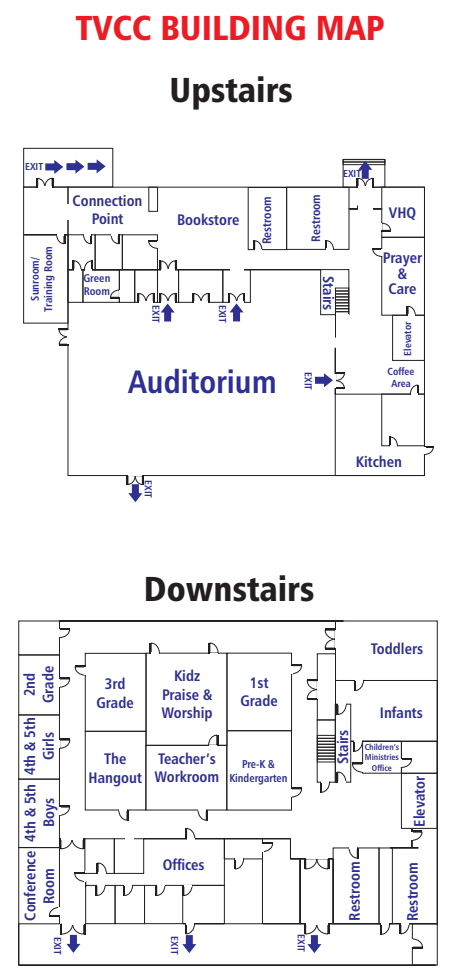 TVCC BUILDING MAP
Upstairs
EXIT
EXIT
Connection
Point
Bookstore
Restroom
Restroom
VHQ
Sunroom/
Training Room
Green
Room
Stairs
Prayer
&
Care
EXIT
EXIT
Elevator
Auditorium
EXIT
Coffee
Area
Kitchen
EXIT
Downstairs
Toddlers
2nd
Grade
3rd
Grade
Kidz
Praise &
Worship
1st
Grade
Infants
4th & 5th
Girls
The
Hangout
Teacher's
Workroom
Pre-K &
Kindergarten
Stairs
Children's
Ministries
Office
4th & 5th
Boys
Elevator
Conference
Room
Offices
Restroom
Restroom
EXIT
EXIT
EXIT